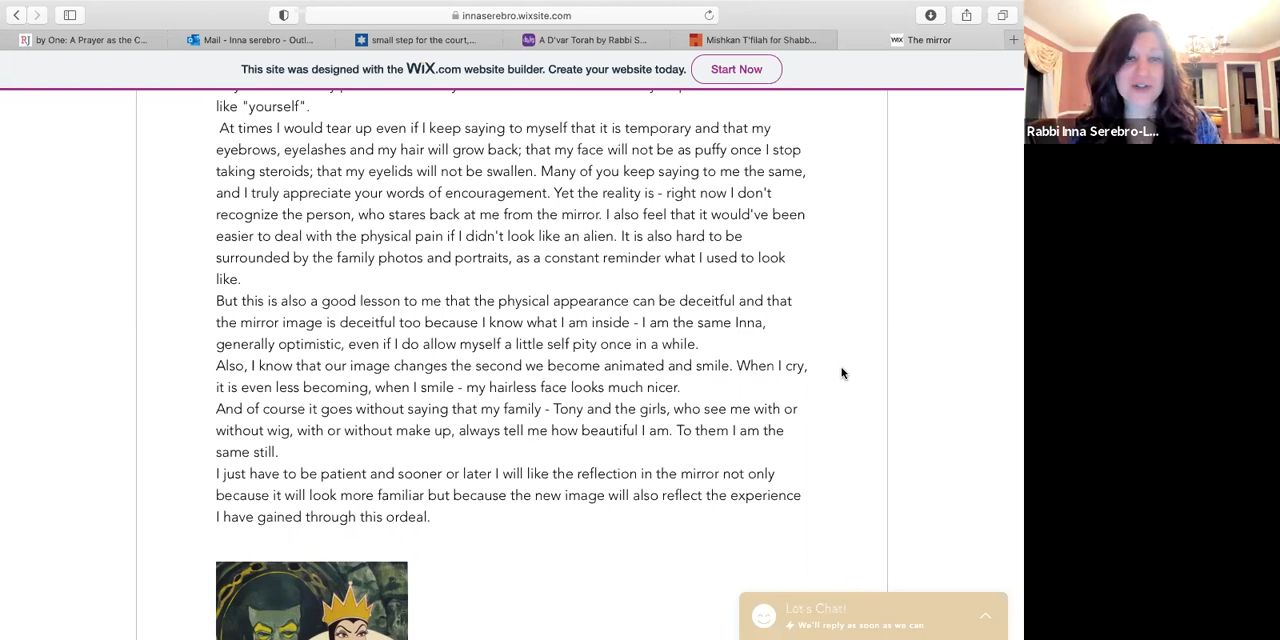 innaserebro.wixsite.com
by One: A Prayer as the C...
Mail - Inna serebro - Outl...
small step for the court,...
A D'var Torah by Rabbi S...
Mishkan T'filah for Shabb...
The mirror
This site was designed with the WiX.com website builder. Create your website today.
Start Now
like "yourself".
At times I would tear up even if I keep saying to myself that it is temporary and that my
eyebrows, eyelashes and my hair will grow back; that my face will not be as puffy once I stop
taking steroids; that my eyelids will not be swallen. Many of you keep saying to me the same,
and I truly appreciate your words of encouragement. Yet the reality is - right now I don't
recognize the person, who stares back at me from the mirror. I also feel that it would've been
easier to deal with the physical pain if I didn't look like an alien. It is also hard to be
surrounded by the family photos and portraits, as a constant reminder what I used to look
like.
But this is also a good lesson to me that the physical appearance can be deceitful and that
the mirror image is deceitful too because I know what I am inside - I am the same Inna,
generally optimistic, even if I do allow myself a little self pity once in a while.
Also, I know that our image changes the second we become animated and smile. When I cry,
it is even less becoming, when I smile - my hairless face looks much nicer.
And of course it goes without saying that my family - Tony and the girls, who see me with or
without wig, with or without make up, always tell me how beautiful I am. To them I am the
same still.
I just have to be patient and sooner or later I will like the reflection in the mirror not only
because it will look more familiar but because the new image will also reflect the experience
I have gained through this ordeal.
Let's Chat!
We'll reply as soon as we can
Rabbi Inna Serebro-L...